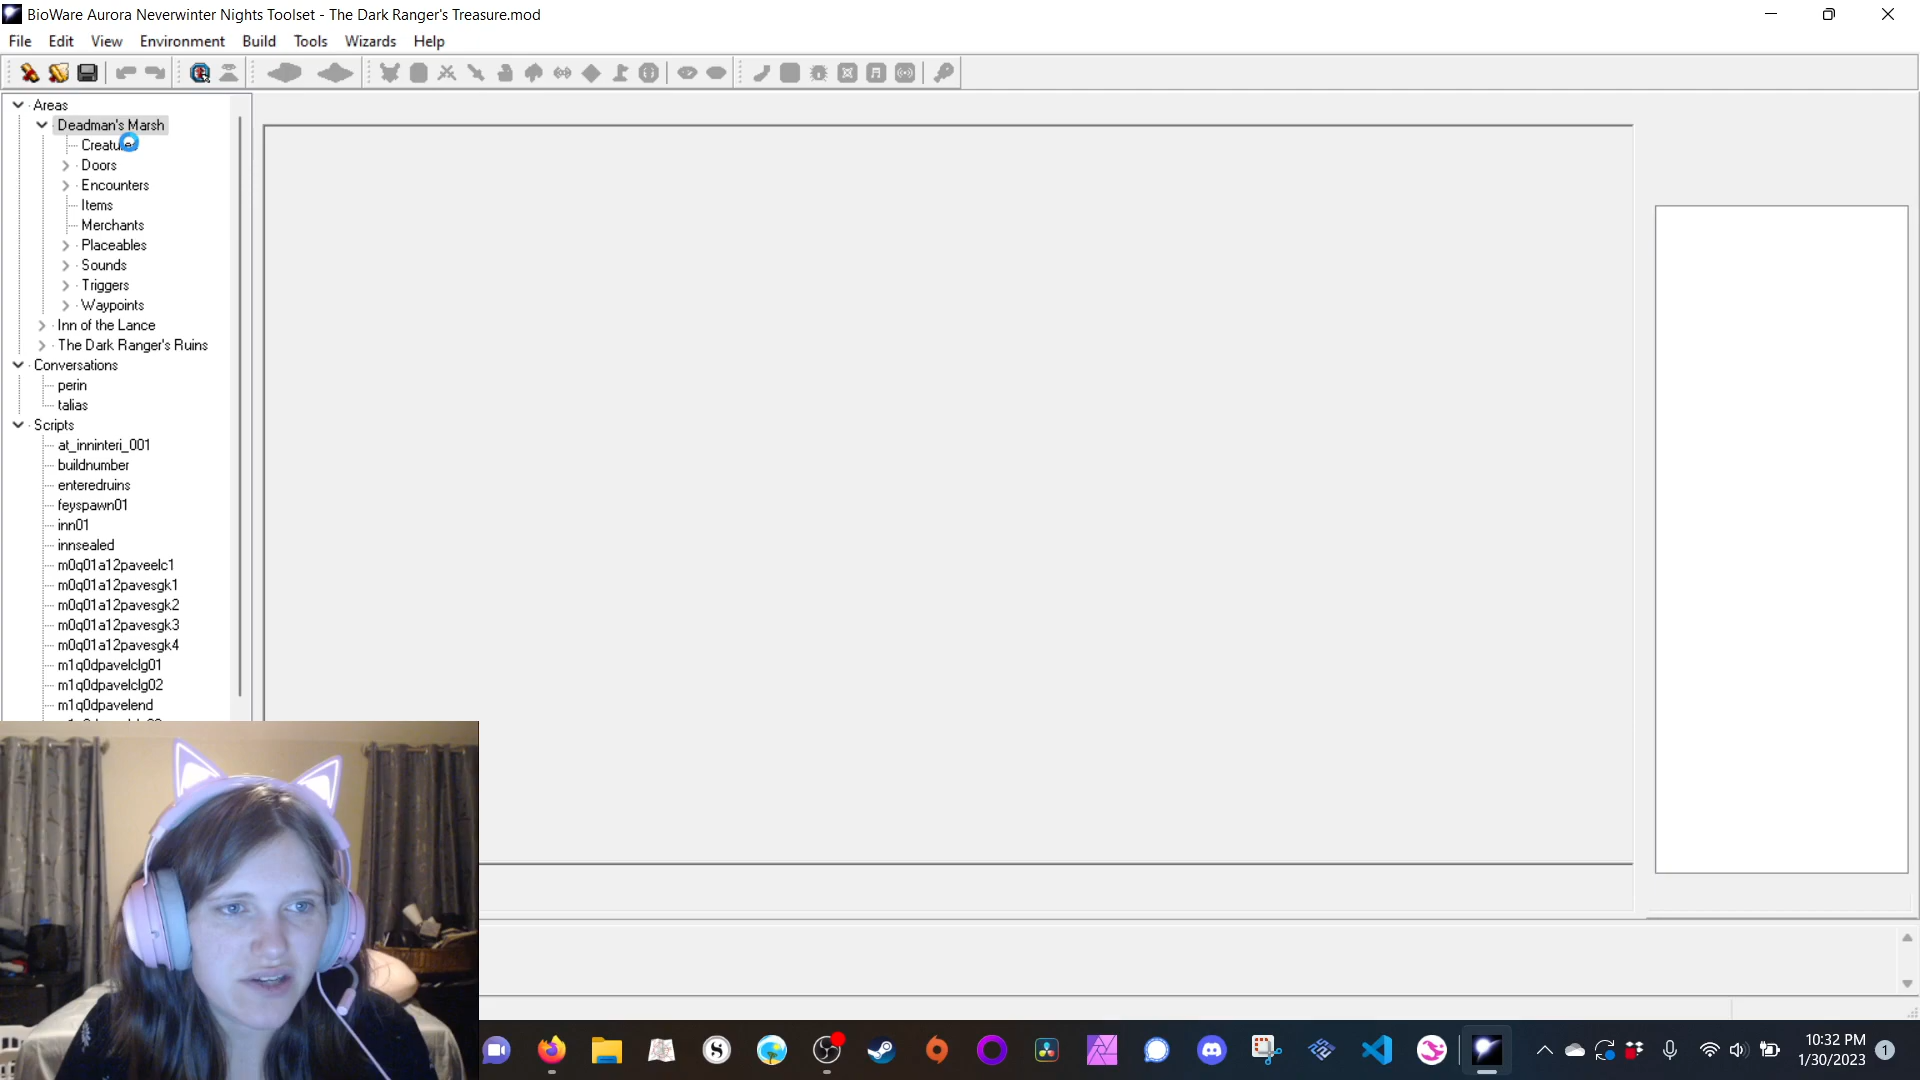 BioWare Aurora Neverwinter Nights Toolset - The Dark Ranger's Treasure.mod
File Edit View Environment Build Tools Wizards Help
Areas
Deadman's Marsh
Creatures
Doors
Encounters
Items
Merchants
Placeables
Sounds
Triggers
Waypoints
Inn of the Lance
The Dark Ranger's Ruins
Conversations
perin
talias
Scripts
at_inninteri_001
buildnumber
enteredruins
feyspawn01
inn01
innsealed
m0q01a12paveelc1
m0q01a12pavesgk1
m0q01a12pavesgk2
m0q01a12pavesgk3
m0q01a12pavesgk4
m1q0dpavelclg01
m1q0dpavelclg02
m1q0dpavelend
10:32 PM
1/30/2023
1